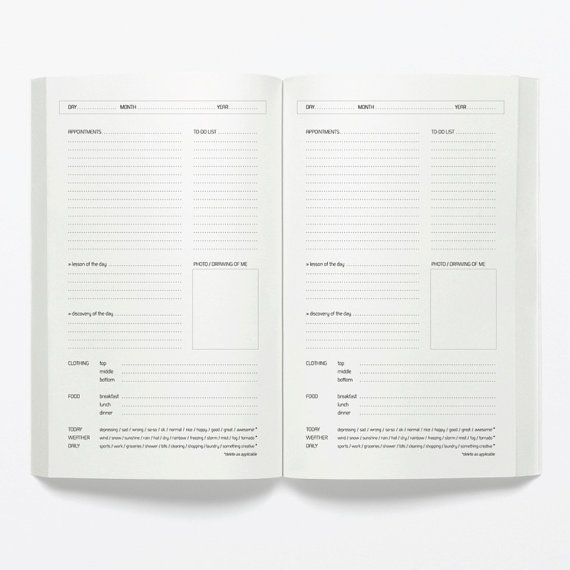 DAY MONTH YEAR
APPOINTMENTS TO-DO LIST
» lesson of the day PHOTO / DRAWING OF ME
» discovery of the day
CLOTHING top
middle
bottom
FOOD breakfast
lunch
dinner
TODAY depressing / sad / wrong / so-so / ok / normal / nice / happy / good / great / awesome*
WEATHER wind / snow / sunshine / rain / hail / dry / rainbow / freezing / storm / mist / fog / tornado*
DAILY sports / work / groceries / shower / bills / cleaning / shopping / laundry / something creative*
*delete as applicable
DAY MONTH YEAR
APPOINTMENTS TO-DO LIST
» lesson of the day PHOTO / DRAWING OF ME
» discovery of the day
CLOTHING top
middle
bottom
FOOD breakfast
lunch
dinner
TODAY depressing / sad / wrong / so-so / ok / normal / nice / happy / good / great / awesome*
WEATHER wind / snow / sunshine / rain / hail / dry / rainbow / freezing / storm / mist / fog / tornado*
DAILY sports / work / groceries / shower / bills / cleaning / shopping / laundry / something creative*
*delete as applicable